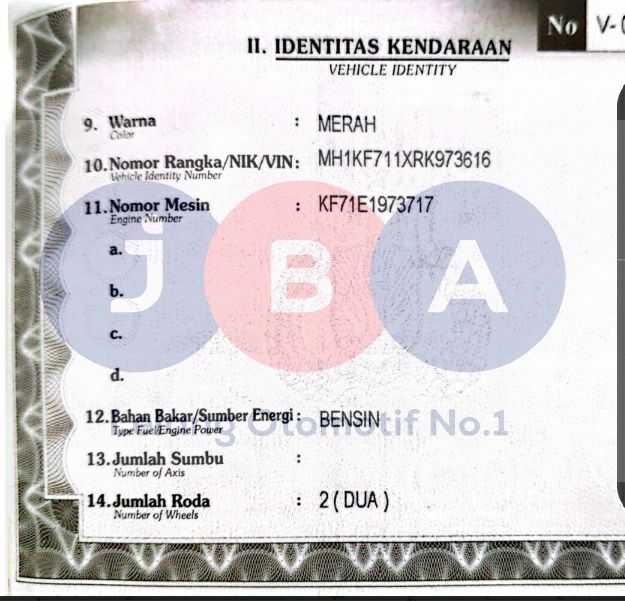 No V-
II. IDENTITAS KENDARAAN
VEHICLE IDENTITY
9. Warna : MERAH
Color
10. Nomor Rangka/NIK/VIN : MH1KF711XRK973616
Vehicle Identity Number
11. Nomor Mesin : KF71E1973717
Engine Number
a.
b.
c.
d.
JBA
12. Bahan Bakar/Sumber Energi : BENSIN
Type Fuel/Engine Power
g Otomotif No.1
13. Jumlah Sumbu :
Number of Axis
14. Jumlah Roda : 2 ( DUA )
Number of Wheels